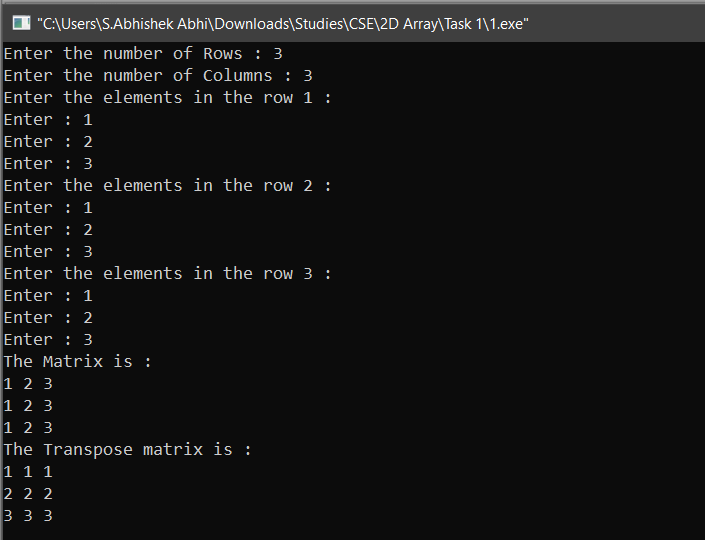 "C:\Users\S.Abhishek Abhi\Downloads\Studies\CSE\2D Array\Task 1\1.exe"
Enter the number of Rows : 3
Enter the number of Columns : 3
Enter the elements in the row 1 :
Enter : 1
Enter : 2
Enter : 3
Enter the elements in the row 2 :
Enter : 1
Enter : 2
Enter : 3
Enter the elements in the row 3 :
Enter : 1
Enter : 2
Enter : 3
The Matrix is :
1 2 3
1 2 3
1 2 3
The Transpose matrix is :
1 1 1
2 2 2
3 3 3